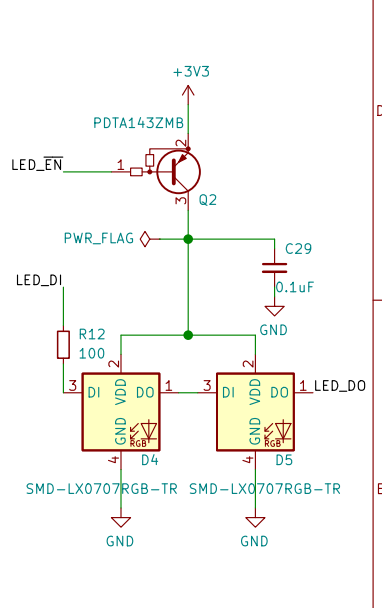 +3V3
D
PDTA143ZMB
2
LED_EN
1
Q2
3
PWR_FLAG
C29
0.1uF
LED_DI
GND
R12
100
2
2
3
DI
VDD
DO
1
3
DI
VDD
DO
1
LED_DO
GND
RGB
GND
RGB
4
D4
4
D5
SMD-LX0707RGB-TR
SMD-LX0707RGB-TR
GND
GND